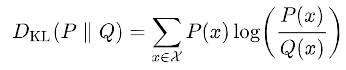 D_KL(P ∥ Q) = ∑_{x∈𝒳} P(x) log(P(x)/Q(x))